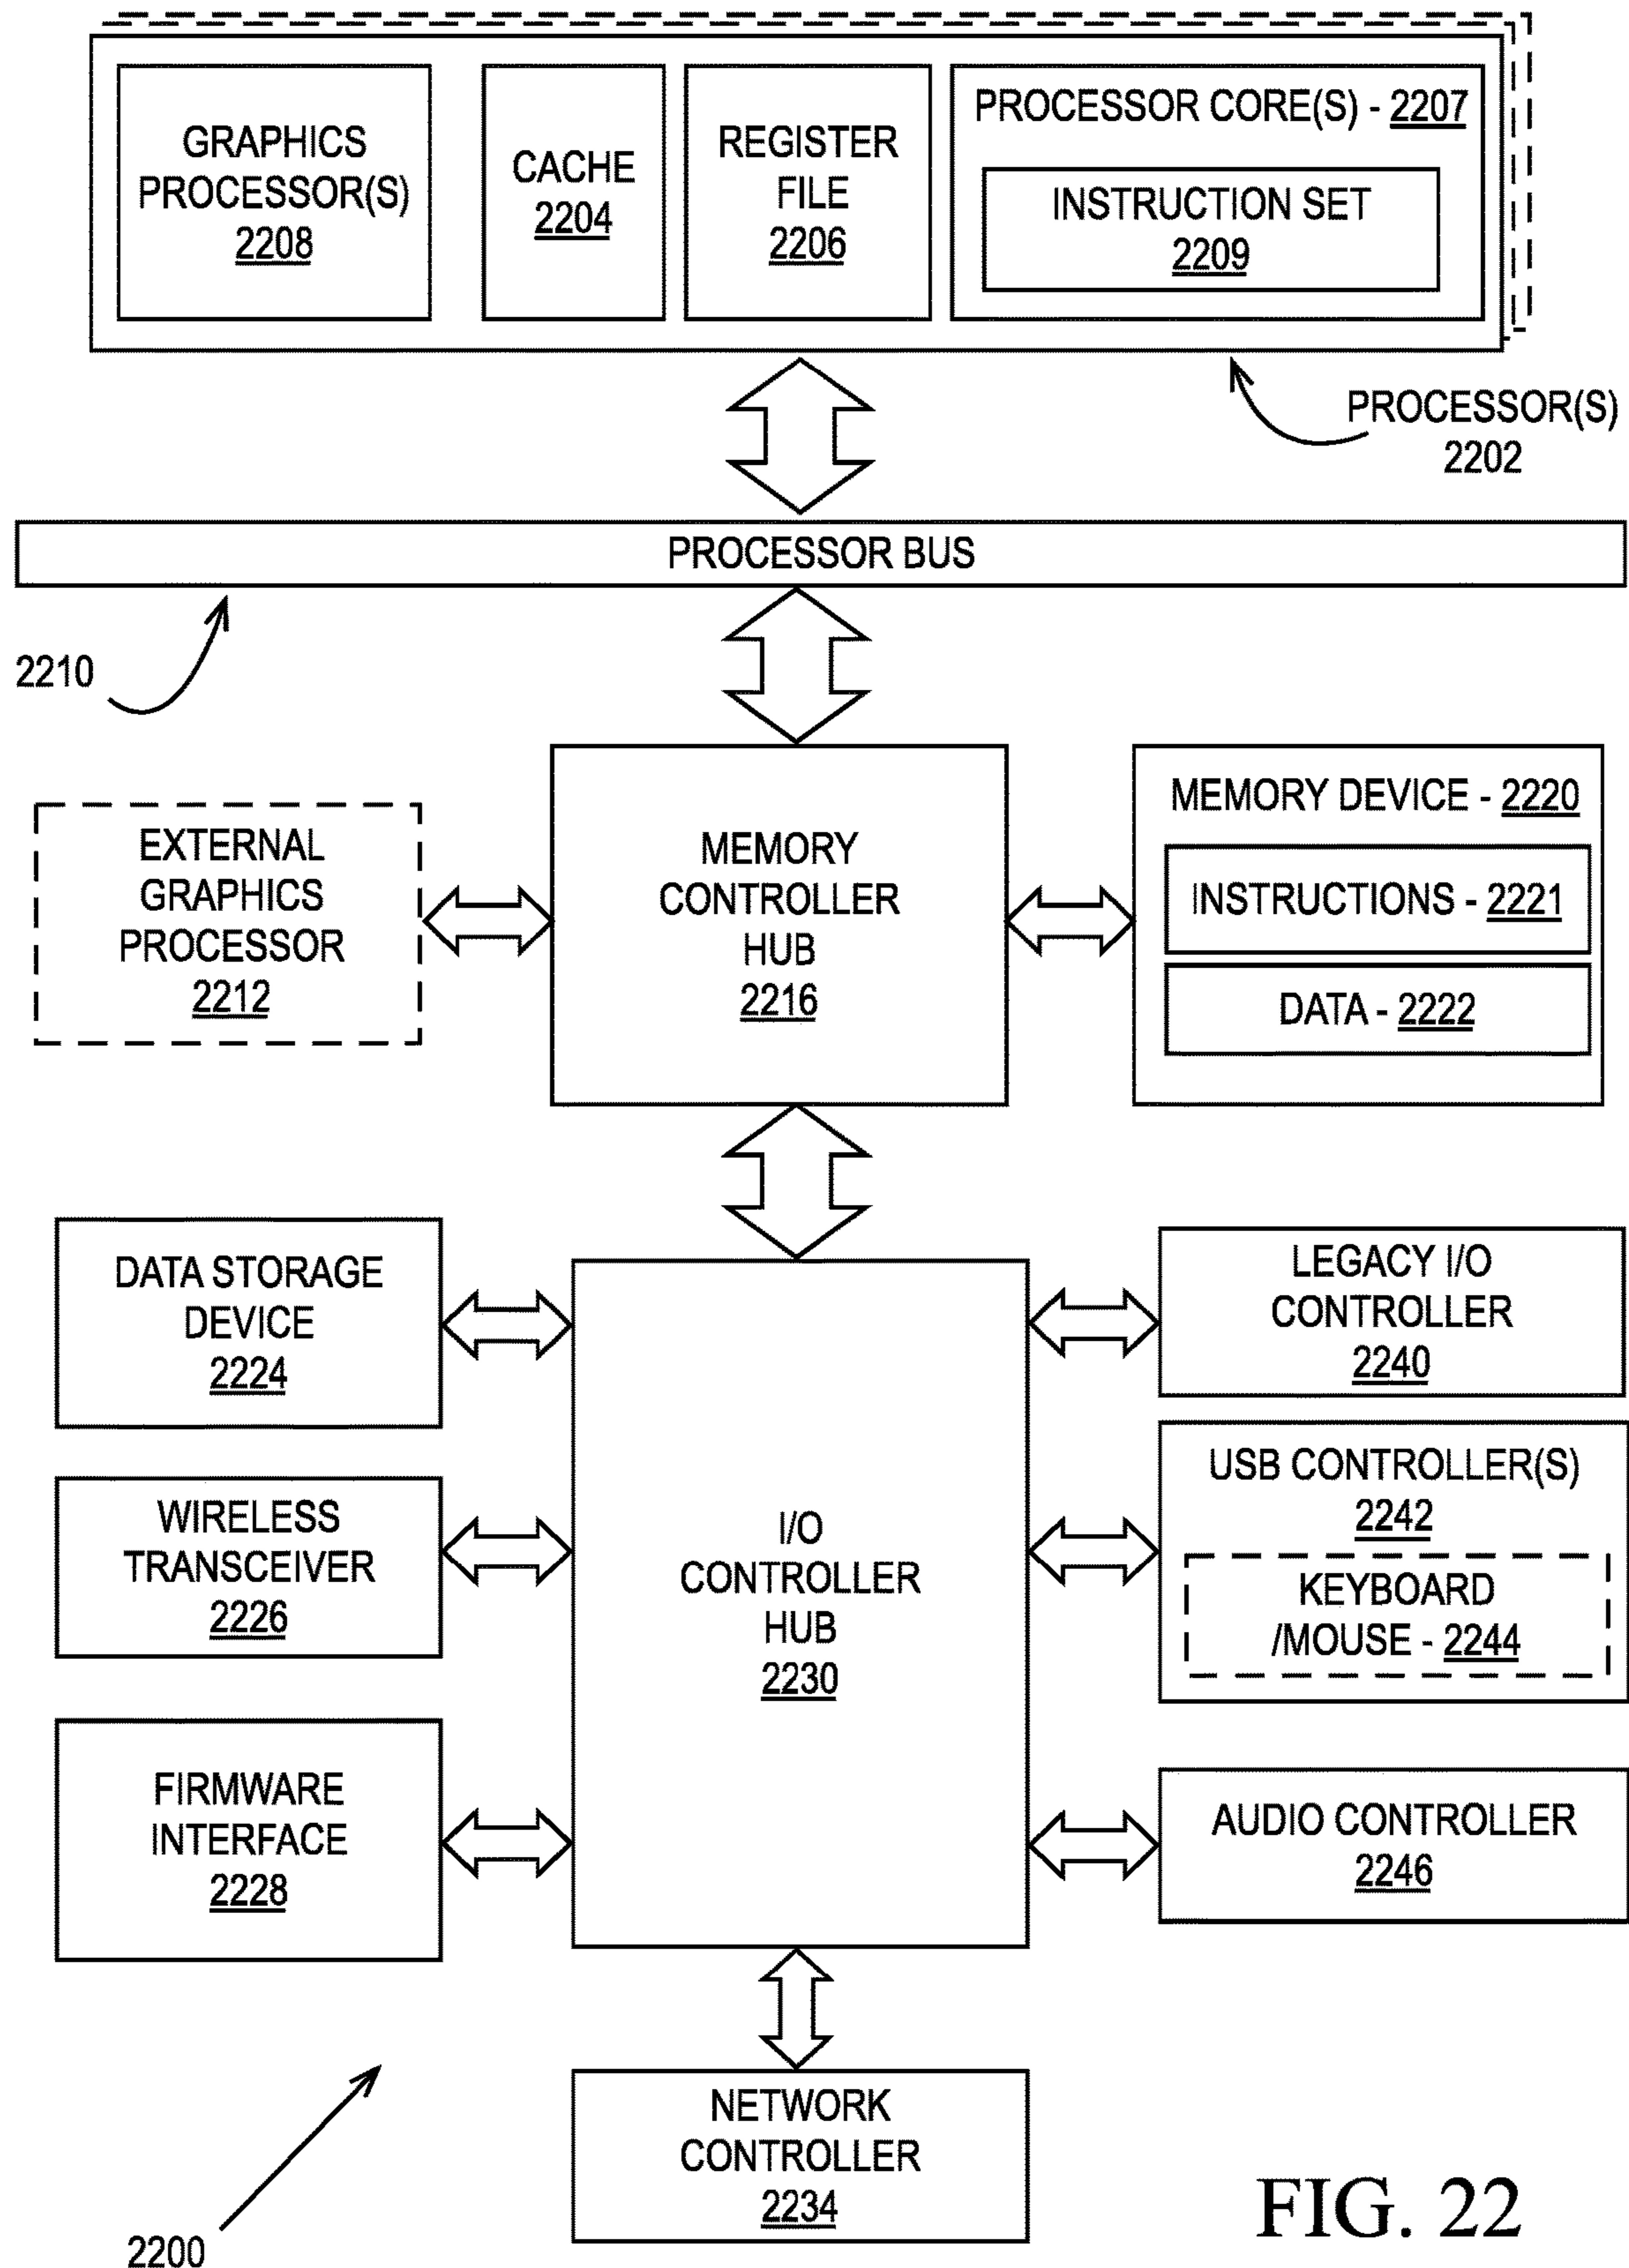 GRAPHICS
PROCESSOR(S)
2208
CACHE
2204
REGISTER
FILE
2206
PROCESSOR CORE(S) - 2207
INSTRUCTION SET
2209
PROCESSOR(S)
2202
PROCESSOR BUS
2210
EXTERNAL
GRAPHICS
PROCESSOR
2212
MEMORY
CONTROLLER
HUB
2216
MEMORY DEVICE - 2220
INSTRUCTIONS - 2221
DATA - 2222
DATA STORAGE
DEVICE
2224
WIRELESS
TRANSCEIVER
2226
FIRMWARE
INTERFACE
2228
I/O
CONTROLLER
HUB
2230
LEGACY I/O
CONTROLLER
2240
USB CONTROLLER(S)
2242
KEYBOARD
/MOUSE - 2244
AUDIO CONTROLLER
2246
NETWORK
CONTROLLER
2234
2200
FIG. 22